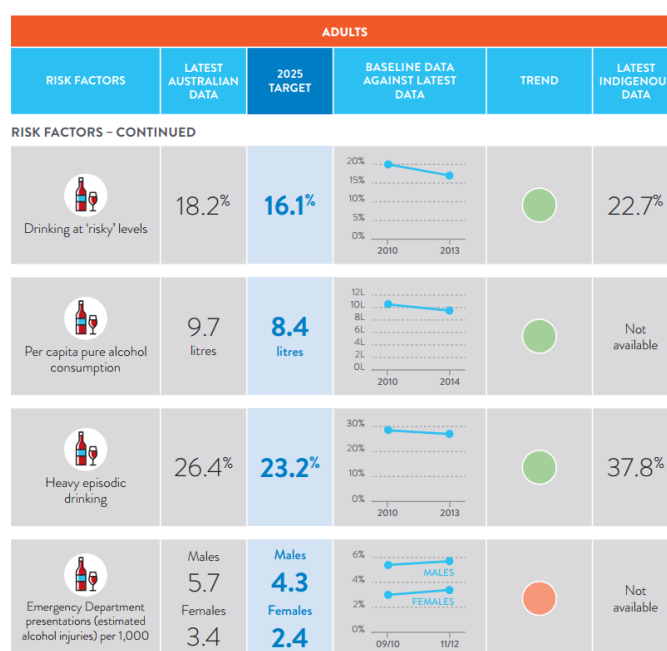 ADULTS
RISK FACTORS
LATEST
AUSTRALIAN
DATA
2025
TARGET
BASELINE DATA
AGAINST LATEST
DATA
TREND
LATEST
INDIGENOU
DATA
RISK FACTORS – CONTINUED
Drinking at ‘risky’ levels
18.2%
16.1%
20%
15%
10%
5%
0%
2010 2013
22.7%
Per capita pure alcohol
consumption
9.7
litres
8.4
litres
12L
10L
8L
6L
4L
2L
0L
2010 2014
Not
available
Heavy episodic
drinking
26.4%
23.2%
30%
20%
10%
0%
2010 2013
37.8%
Emergency Department
presentations (estimated
alcohol injuries) per 1,000
Males
5.7
Females
3.4
Males
4.3
Females
2.4
6%
4%
2%
0%
MALES
FEMALES
09/10 11/12
Not
available